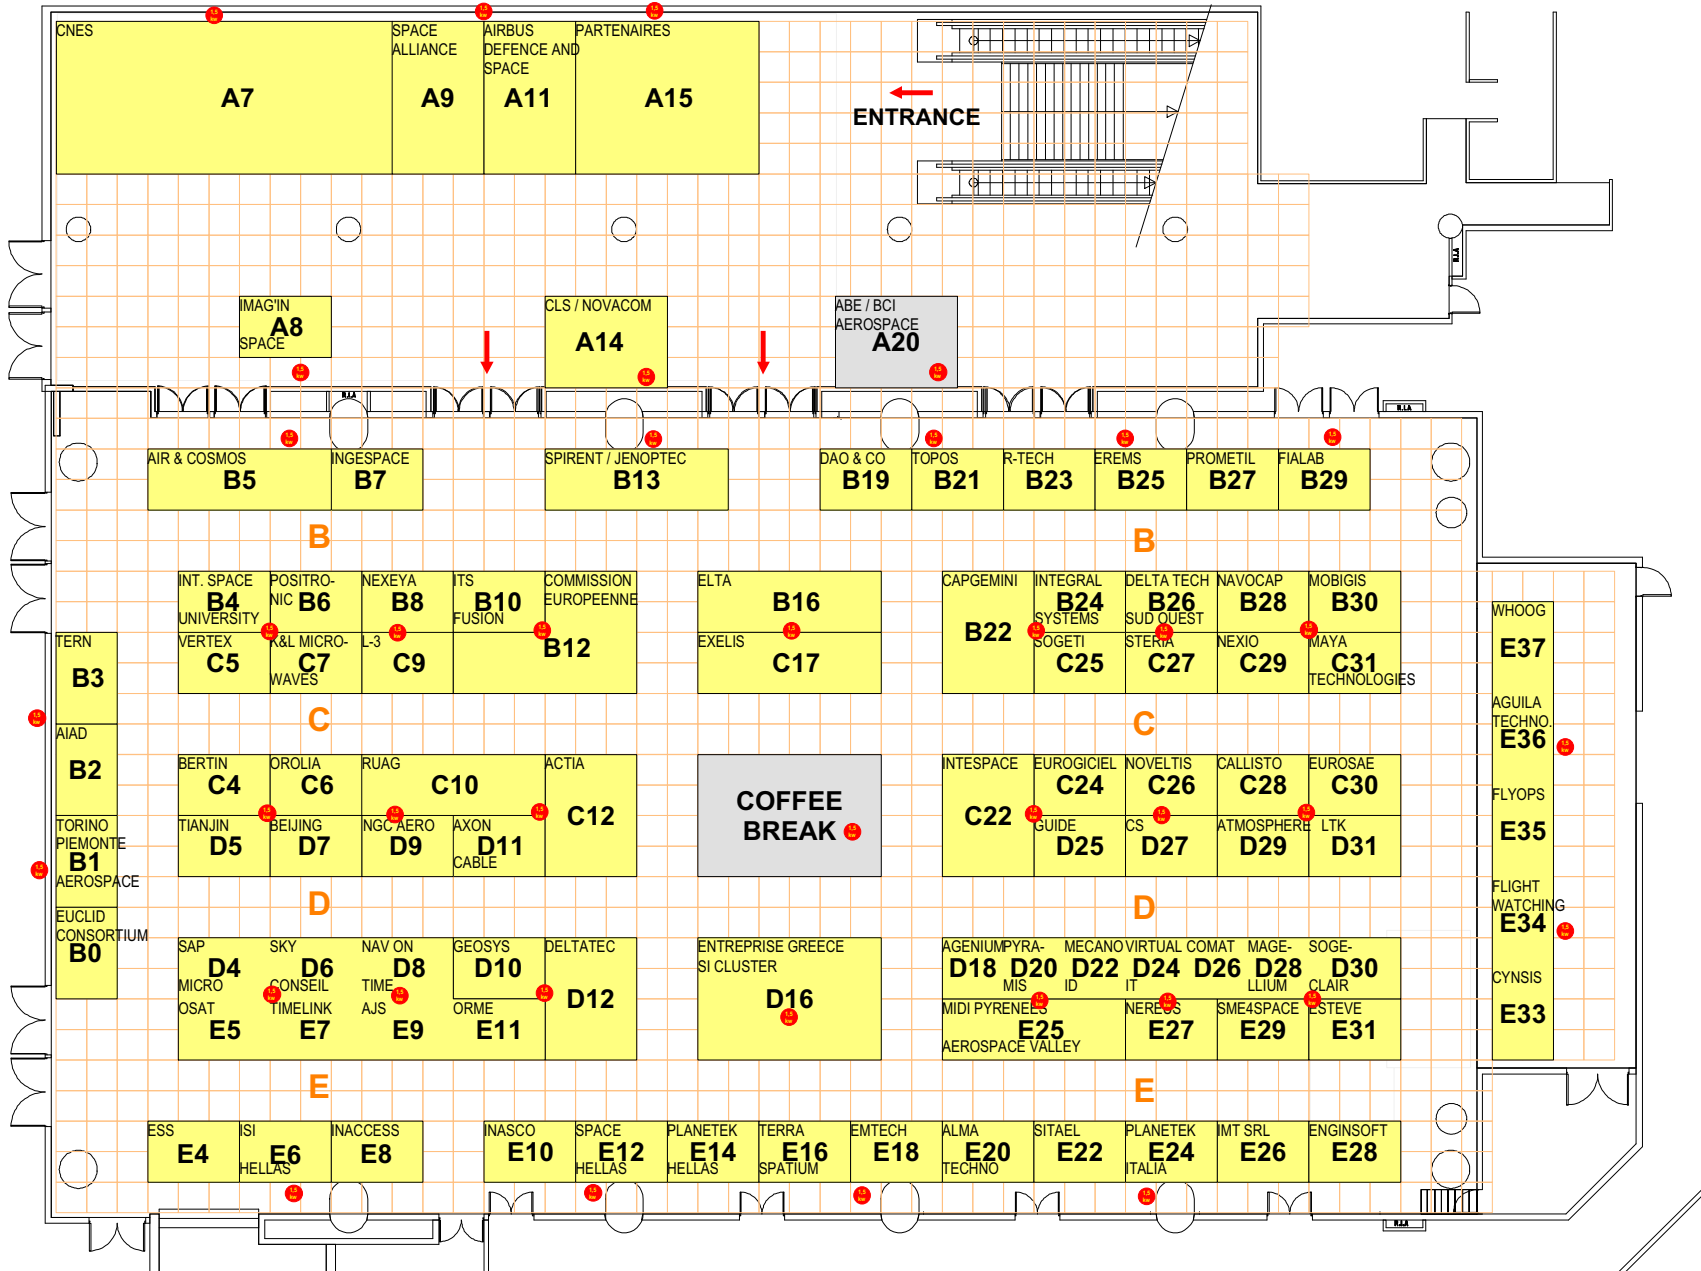 CNES
A7
SPACE
ALLIANCE
A9
AIRBUS
DEFENCE AND
SPACE
A11
PARTENAIRES
A15
ENTRANCE
IMAG'IN
A8
SPACE
CLS / NOVACOM
A14
ABE / BCI
AEROSPACE
A20
AIR & COSMOS
B5
INGESPACE
B7
SPIRENT / JENOPTEC
B13
DAO & CO
B19
TOPOS
B21
R-TECH
B23
EREMS
B25
PROMETIL
B27
FIALAB
B29
B
B
INT. SPACE
B4
UNIVERSITY
POSITRO-
NIC
B6
NEXEYA
B8
ITS
B10
FUSION
COMMISSION
EUROPEENNE
B12
ELTA
B16
CAPGEMINI
B22
INTEGRAL
B24
SYSTEMS
DELTA TECH
B26
SUD OUEST
NAVOCAP
B28
MOBIGIS
B30
VERTEX
C5
K&L MICRO-
C7
WAVES
L-3
C9
EXELIS
C17
SOGETI
C25
STERIA
C27
NEXIO
C29
MAYA
C31
TECHNOLOGIES
TERN
B3
AIAD
B2
TORINO
PIEMONTE
B1
AEROSPACE
EUCLID
CONSORTIUM
B0
WHOOG
E37
AGUILA
TECHNO.
E36
FLYOPS
E35
FLIGHT
WATCHING
E34
CYNSIS
E33
C
C
BERTIN
C4
OROLIA
C6
RUAG
C10
ACTIA
C12
COFFEE
BREAK
INTESPACE
C22
EUROGICIEL
C24
NOVELTIS
C26
CALLISTO
C28
EUROSAE
C30
TIANJIN
D5
BEIJING
D7
NGC AERO
D9
AXON
D11
CABLE
GUIDE
D25
CS
D27
ATMOSPHERE
D29
LTK
D31
D
D
SAP
D4
MICRO
SKY
D6
CONSEIL
NAV ON
D8
TIME
GEOSYS
D10
DELTATEC
D12
ENTREPRISE GREECE
SI CLUSTER
D16
AGENIUM
D18
PYRA-
D20
MIS
MECANO
D22
ID
VIRTUAL
D24
IT
COMAT
D26
MAGE-
D28
LLIUM
SOGE-
D30
CLAIR
OSAT
E5
TIMELINK
E7
AJS
E9
ORME
E11
MIDI PYRENEES
E25
AEROSPACE VALLEY
NEREUS
E27
SME4SPACE
E29
ESTEVE
E31
E
E
ESS
E4
ISI
E6
HELLAS
INACCESS
E8
INASCO
E10
SPACE
E12
HELLAS
PLANETEK
E14
HELLAS
TERRA
E16
SPATIUM
EMTECH
E18
ALMA
E20
TECHNO
SITAEL
E22
PLANETEK
E24
ITALIA
IMT SRL
E26
ENGINSOFT
E28